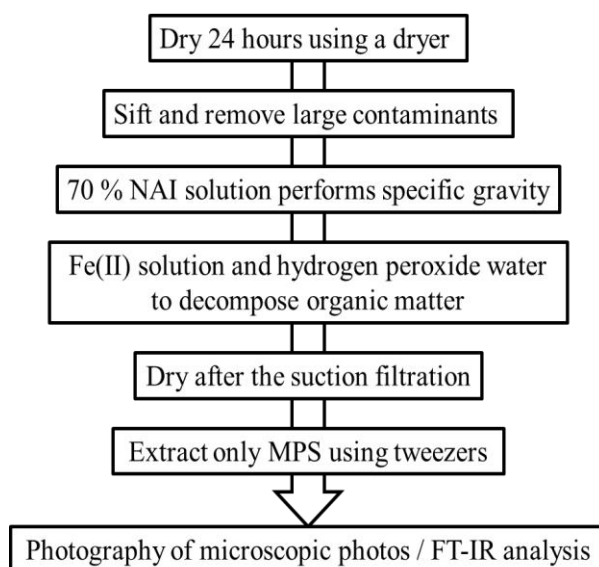 Dry 24 hours using a dryer
Sift and remove large contaminants
70 % NAI solution performs specific gravity
Fe(II) solution and hydrogen peroxide water
to decompose organic matter
Dry after the suction filtration
Extract only MPS using tweezers
Photography of microscopic photos / FT-IR analysis